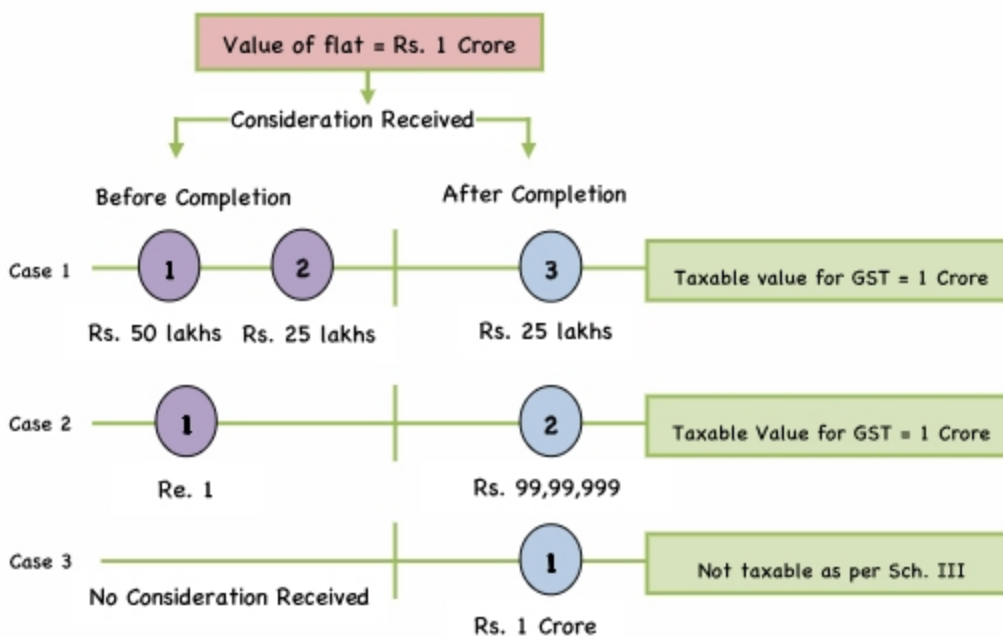 Value of flat = Rs. 1 Crore
Consideration Received
Before Completion
After Completion
Case 1
1
2
3
Taxable value for GST = 1 Crore
Rs. 50 lakhs
Rs. 25 lakhs
Rs. 25 lakhs
Case 2
1
2
Taxable Value for GST = 1 Crore
Re. 1
Rs. 99,99,999
Case 3
1
Not taxable as per Sch. III
No Consideration Received
Rs. 1 Crore